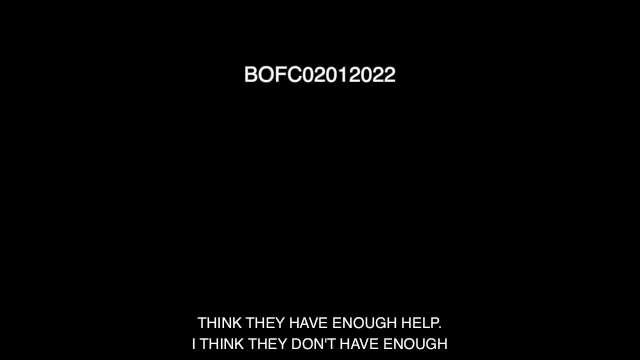 BOFC02012022
THINK THEY HAVE ENOUGH HELP.
I THINK THEY DON'T HAVE ENOUGH